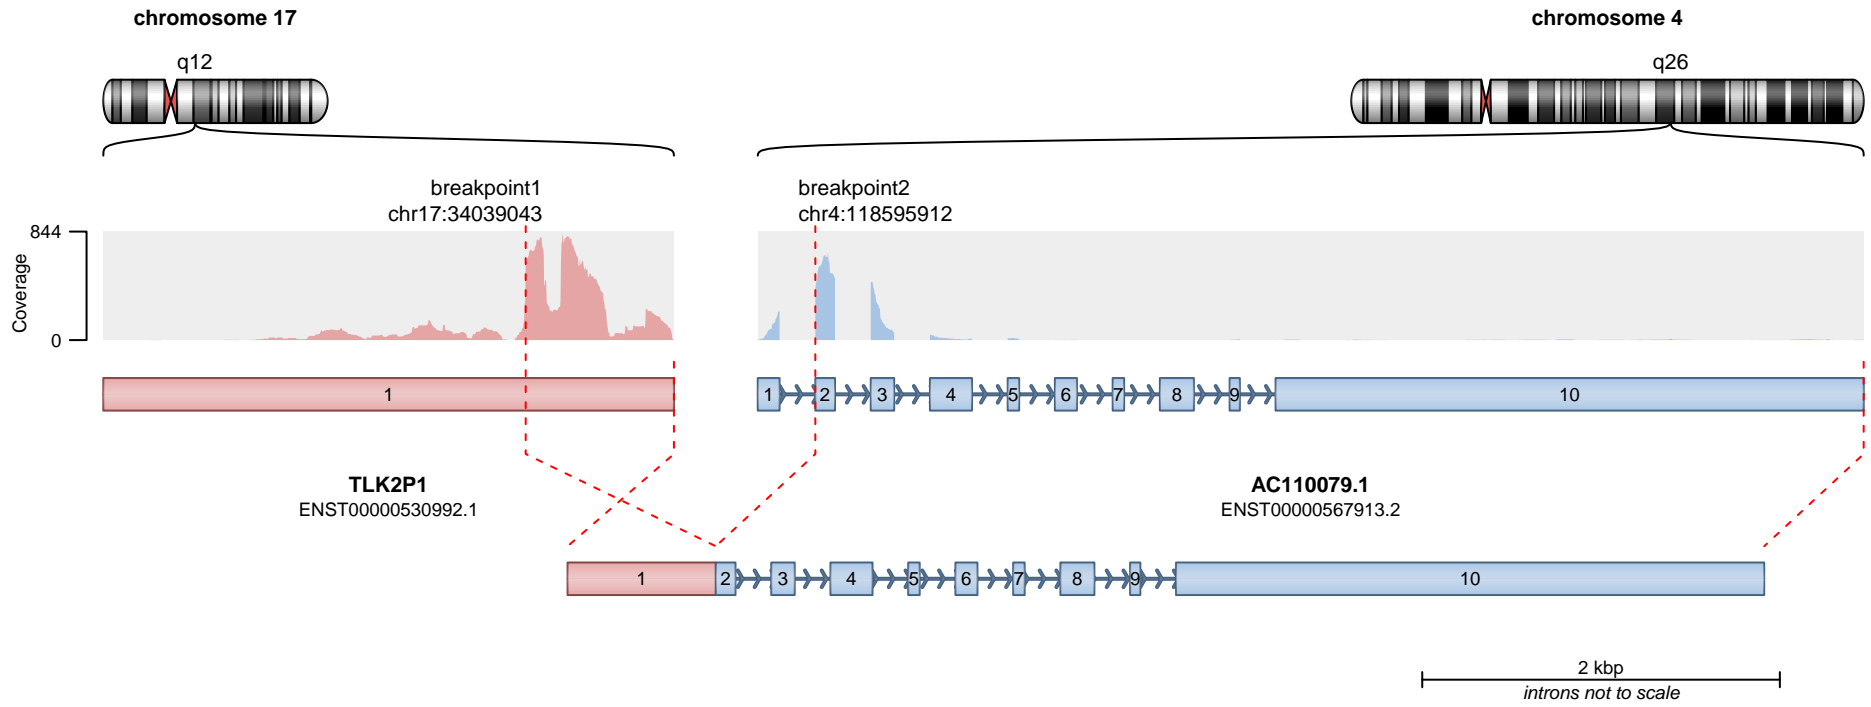 chromosome 17
chromosome 4
q12
q26
breakpoint1
chr17:34039043
breakpoint2
chr4:118595912
844
0
Coverage
1
1 2 3 4 5 6 7 8 9 10
TLK2P1
ENST00000530992.1
AC110079.1
ENST00000567913.2
1 2 3 4 5 6 7 8 9 10
2 kbp
introns not to scale